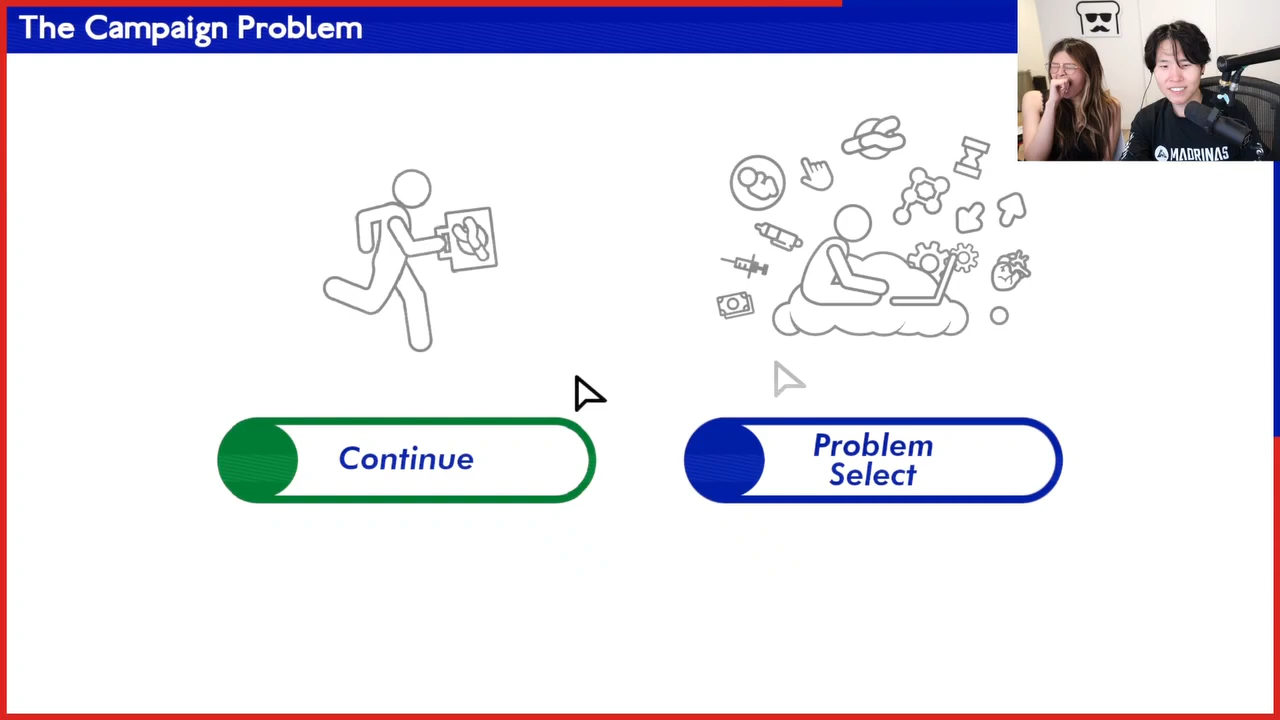 The Campaign Problem
MADRINAS
Continue
Problem
Select